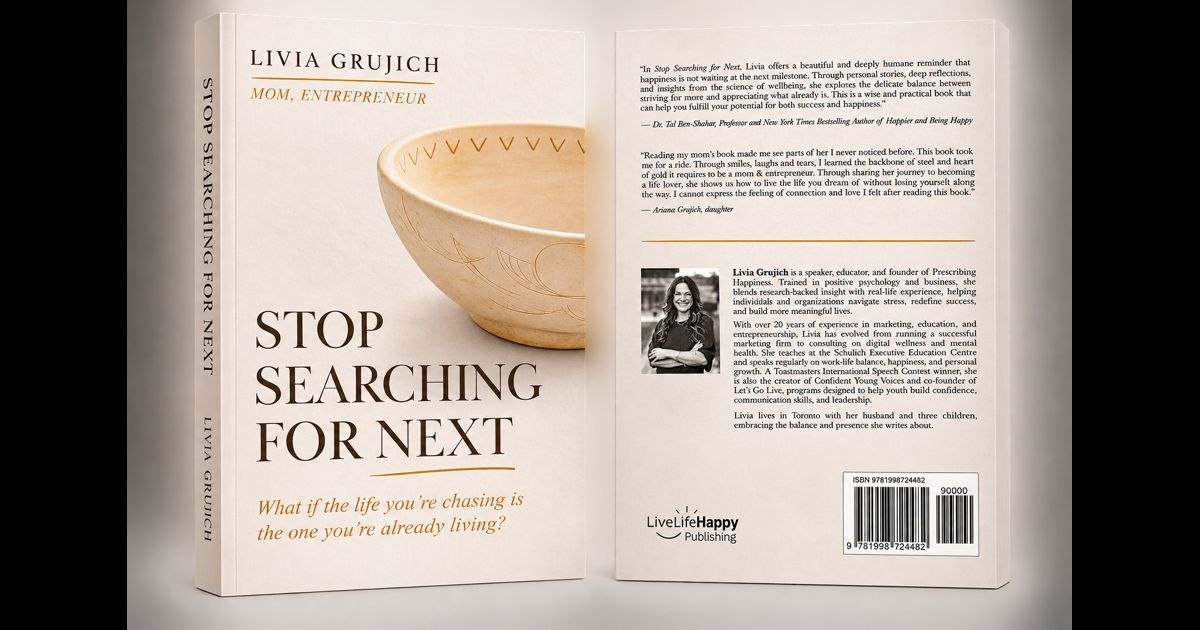 STOP SEARCHING FOR NEXT
LIVIA GRUJICH
LIVIA GRUJICH
MOM, ENTREPRENEUR
STOP
SEARCHING
FOR NEXT
What if the life you're chasing is
the one you're already living?
"In Stop Searching for Next, Livia offers a beautiful and deeply humane reminder that
happiness is not waiting at the next milestone. Through personal stories, deep reflections,
and insights from the science of wellbeing, she explores the delicate balance between
striving for more and appreciating what already is. This is a wise and practical book that
can help you fulfill your potential for both success and happiness."
— Dr. Tal Ben-Shahar, Professor and New York Times Bestselling Author of Happier and Being Happy
"Reading my mom's book made me see parts of her I never noticed before. This book took
me for a ride. Through smiles, laughs and tears, I learned the backbone of steel and heart
of gold it requires to be a mom & entrepreneur. Through sharing her journey to becoming
a life lover, she shows us how to live the life you dream of without losing yourself along
the way. I cannot express the feeling of connection and love I felt after reading this book."
— Ariana Grujich, daughter
Livia Grujich is a speaker, educator, and founder of Prescribing
Happiness. Trained in positive psychology and business, she
blends research-backed insight with real-life experience, helping
individuals and organizations navigate stress, redefine success,
and build more meaningful lives.
With over 20 years of experience in marketing, education, and
entrepreneurship, Livia has evolved from running a successful
marketing firm to consulting on digital wellness and mental
health. She teaches at the Schulich Executive Education Centre
and speaks regularly on work-life balance, happiness, and personal
growth. A Toastmasters International Speech Contest winner, she
is also the creator of Confident Young Voices and co-founder of
Let's Go Live, programs designed to help youth build confidence,
communication skills, and leadership.
Livia lives in Toronto with her husband and three children,
embracing the balance and presence she writes about.
LiveLifeHappy
Publishing
ISBN 9781998724482
90000
9 781998 724482